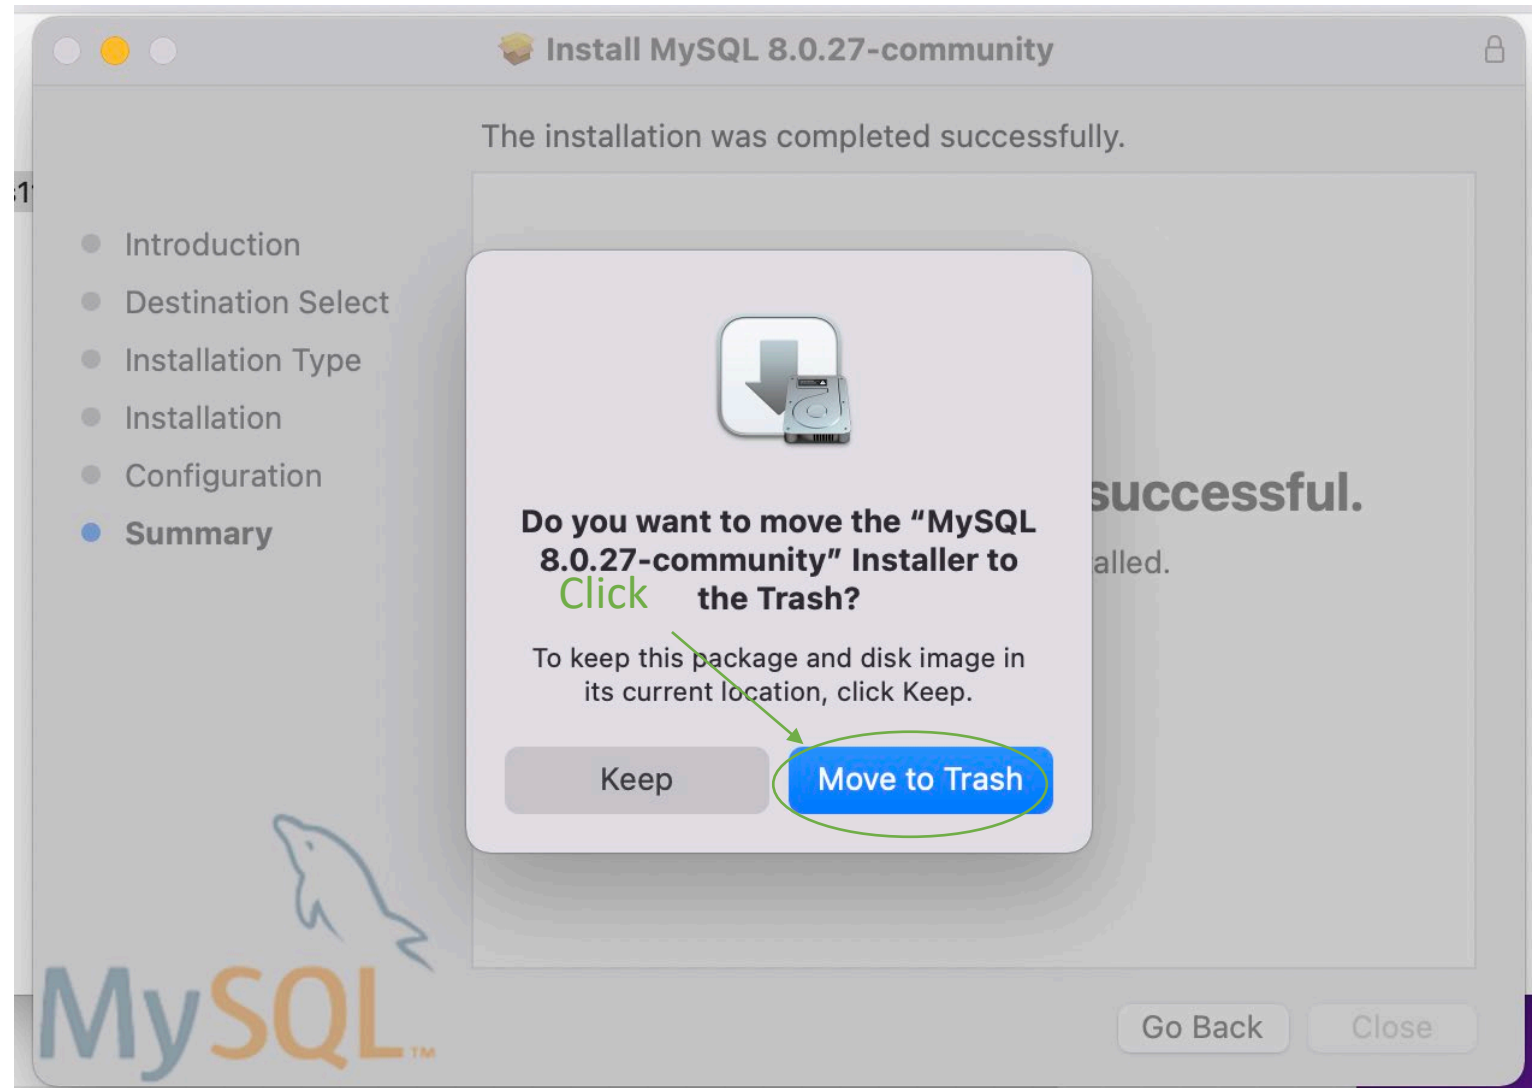 Install MySQL 8.0.27-community
The installation was completed successfully.
Introduction
Destination Select
Installation Type
Installation
Configuration
Summary
successful.
alled.
Do you want to move the “MySQL
8.0.27-community” Installer to
the Trash?
Click
To keep this package and disk image in
its current location, click Keep.
Keep
Move to Trash
MySQL™
Go Back
Close